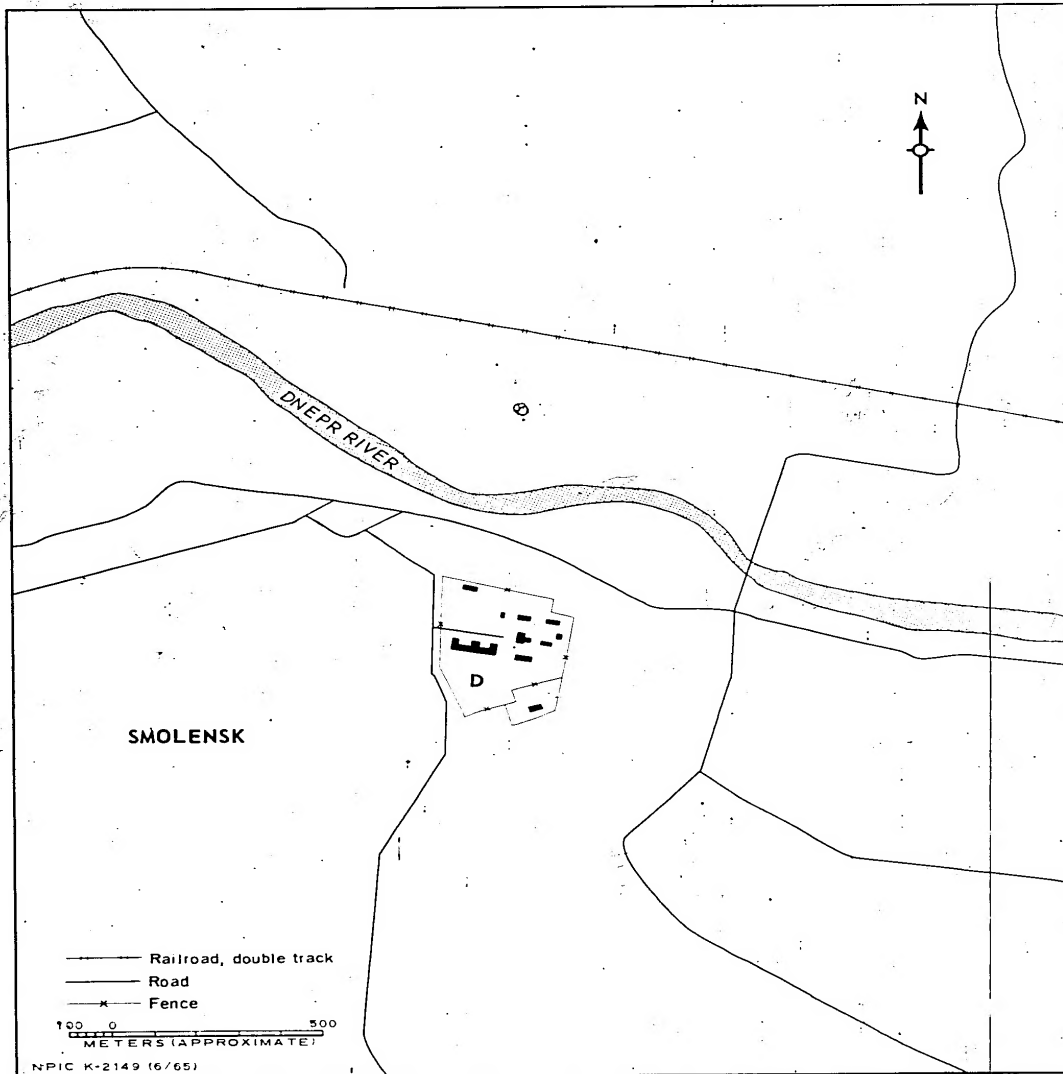 N
DNEPR RIVER
D
SMOLENSK
Railroad, double track
Road
Fence
100 0 500
METERS (APPROXIMATE)
NPIC K-2149 (6/65)